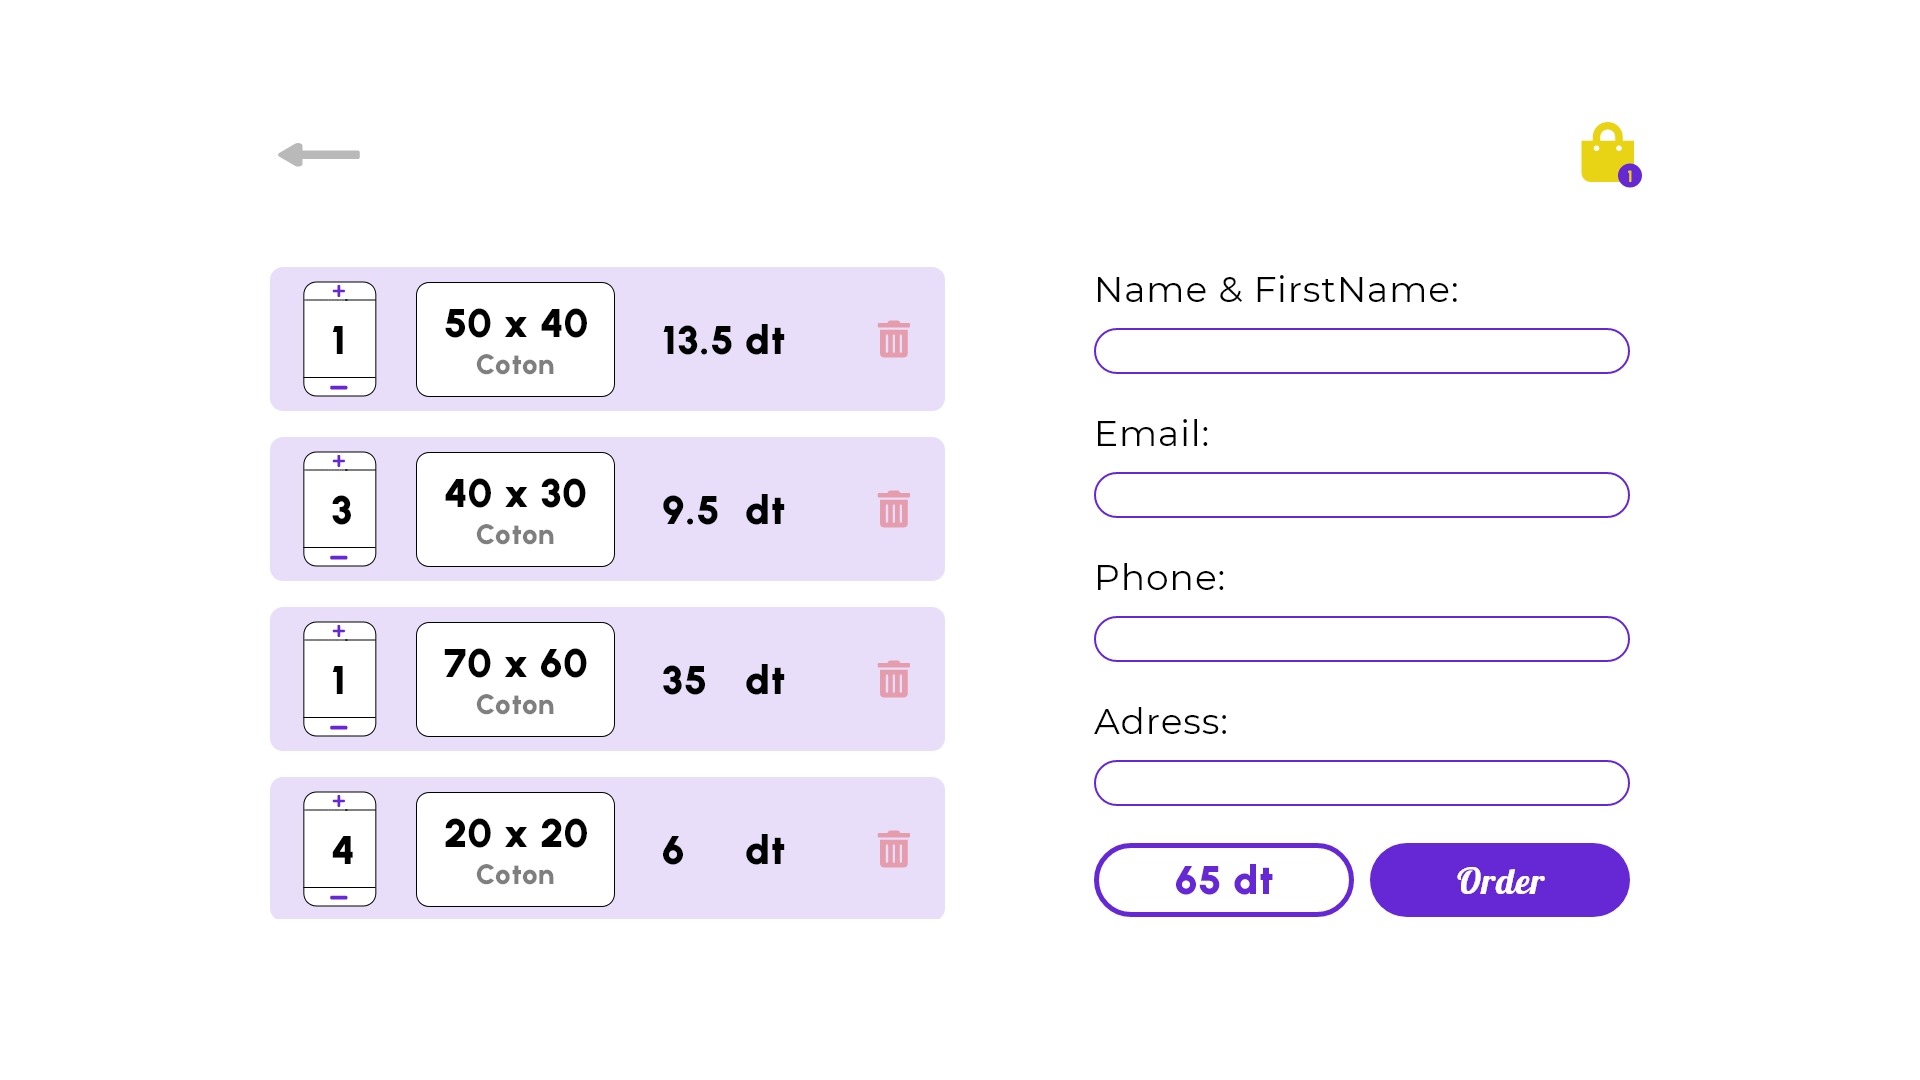 1
+
1
50 x 40
Coton
13.5 dt
+
3
40 x 30
Coton
9.5 dt
+
1
70 x 60
Coton
35 dt
+
4
20 x 20
Coton
6 dt
Name & FirstName:
Email:
Phone:
Adress:
65 dt
Order